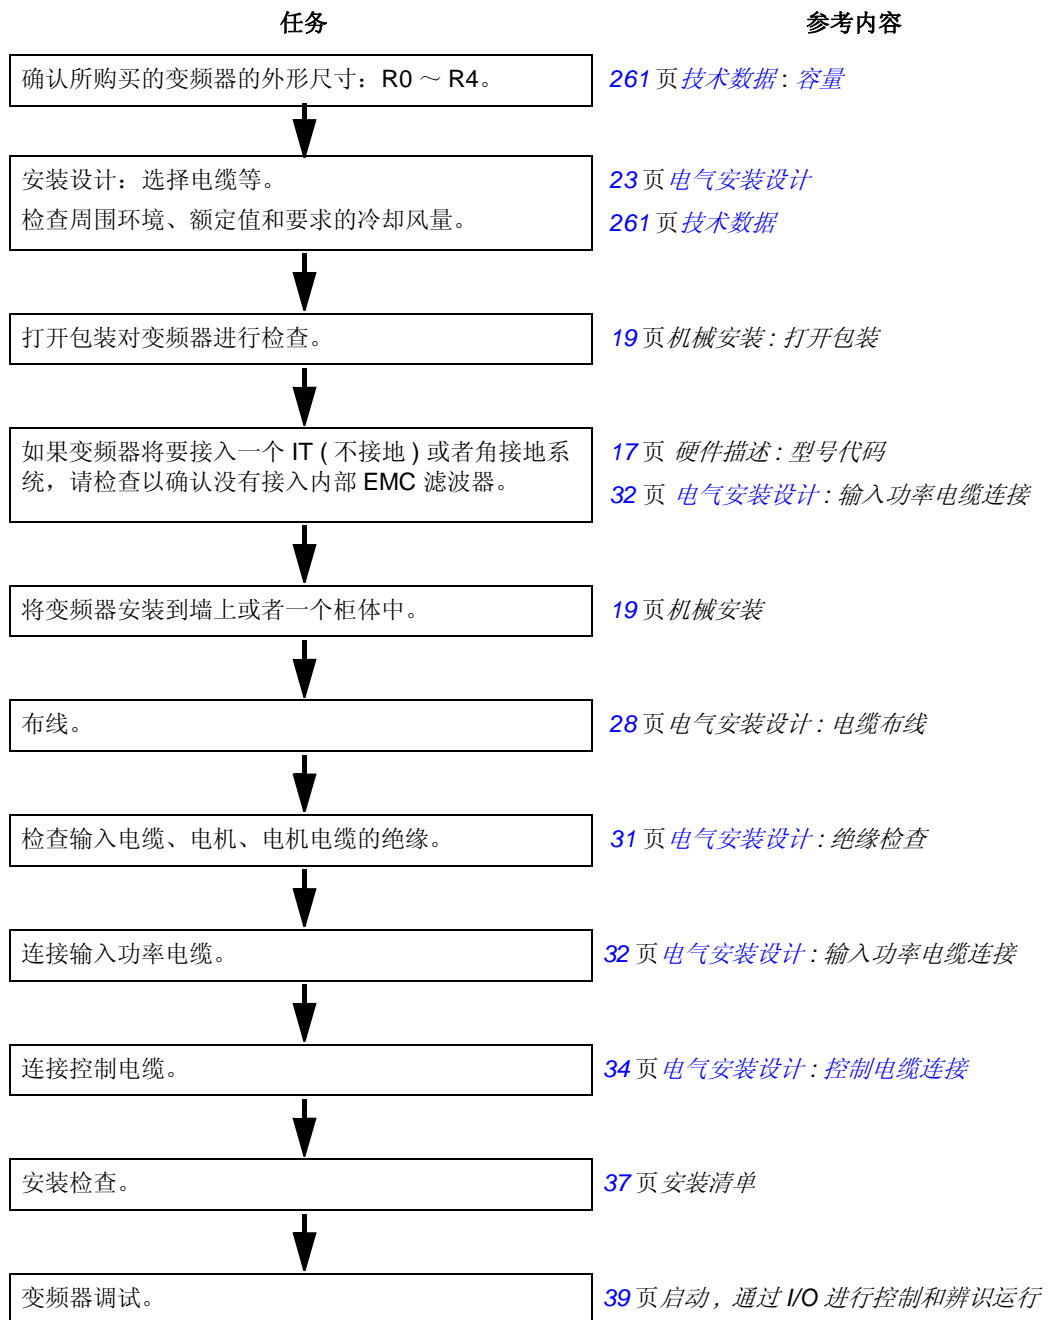 任务 参考内容
确认所购买的变频器的外形尺寸：R0 ～ R4。 261 页技术数据 : 容量
安装设计：选择电缆等。 23 页电气安装设计
检查周围环境、额定值和要求的冷却风量。 261 页技术数据
打开包装对变频器进行检查。 19 页机械安装 : 打开包装
如果变频器将要接入一个 IT ( 不接地 ) 或者角接地系 17 页 硬件描述 : 型号代码
统，请检查以确认没有接入内部 EMC 滤波器。 32 页 电气安装设计 : 输入功率电缆连接
将变频器安装到墙上或者一个柜体中。 19 页机械安装
布线。 28 页电气安装设计 : 电缆布线
检查输入电缆、电机、电机电缆的绝缘。 31 页电气安装设计 : 绝缘检查
连接输入功率电缆。 32 页电气安装设计 : 输入功率电缆连接
连接控制电缆。 34 页电气安装设计 : 控制电缆连接
安装检查。 37 页安装清单
变频器调试。 39 页启动 , 通过 I/O 进行控制和辨识运行